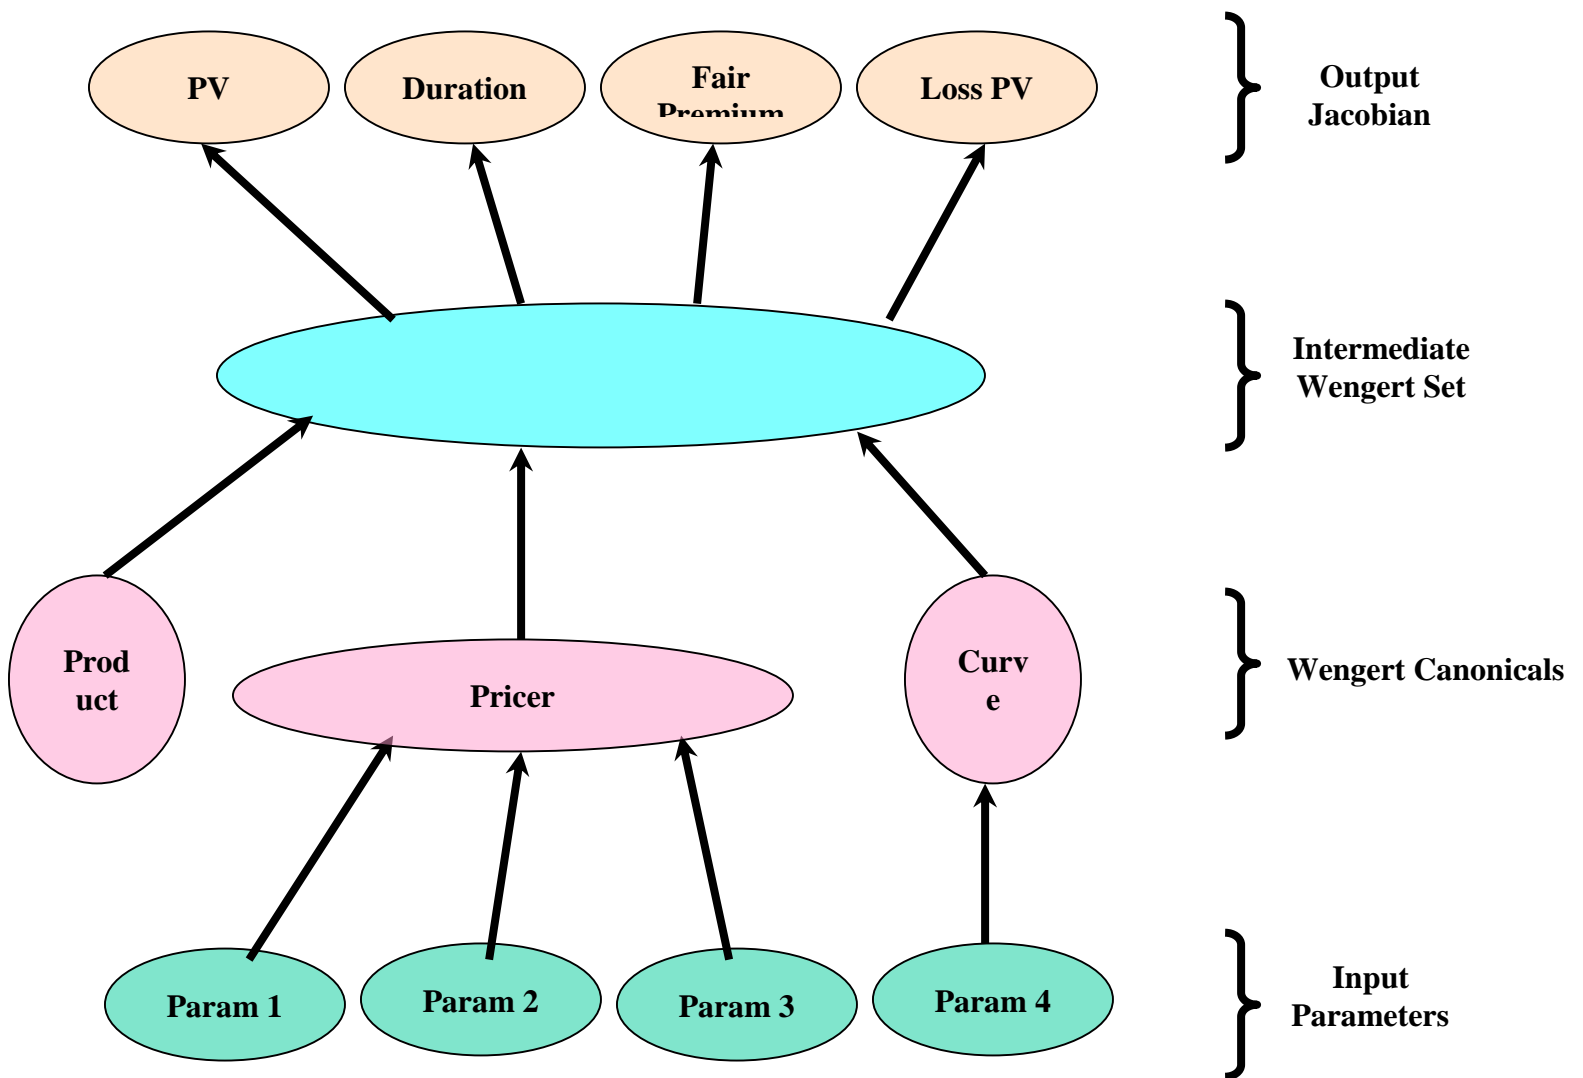 PV
Duration
Fair
Premium
Loss PV
Output
Jacobian
Intermediate
Wengert Set
Prod
uct
Pricer
Curv
e
Wengert Canonicals
Param 1
Param 2
Param 3
Param 4
Input
Parameters